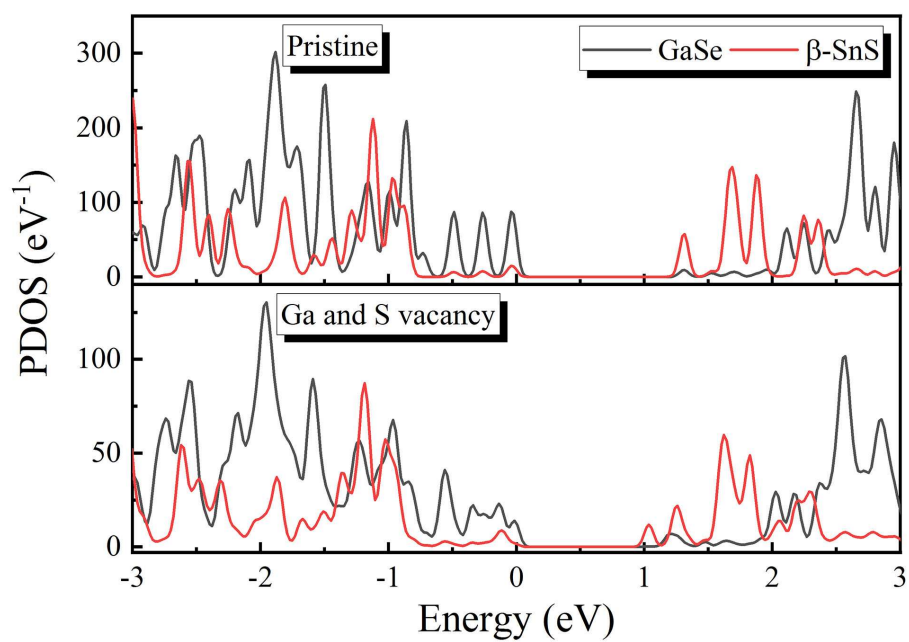 Pristine
GaSe
β-SnS
300
200
100
0
PDOS (eV⁻¹)
Ga and S vacancy
100
50
0
-3 -2 -1 0 1 2 3
Energy (eV)